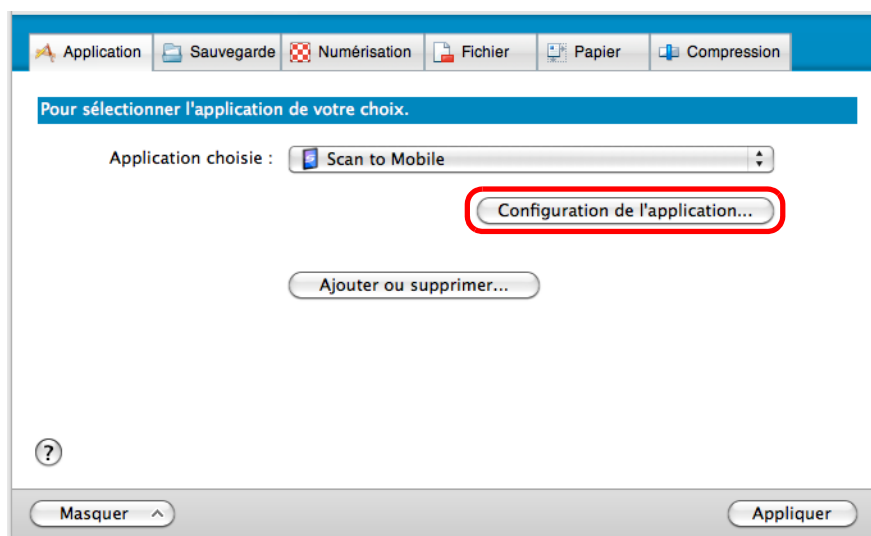 Application Sauvegarde Numérisation Fichier Papier Compression
Pour sélectionner l'application de votre choix.
Application choisie : Scan to Mobile
Configuration de l'application...
Ajouter ou supprimer...
?
Masquer Appliquer